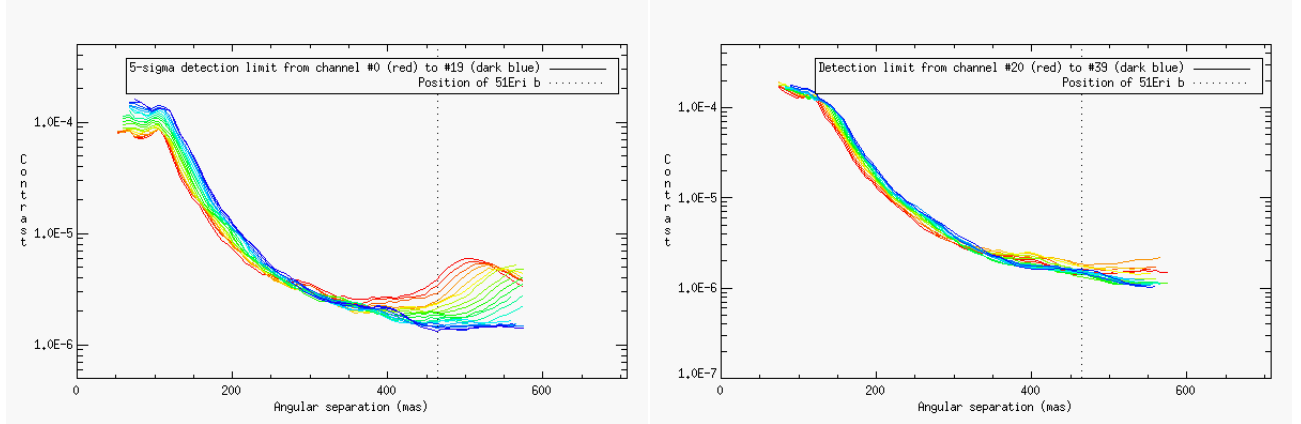 5-sigma detection limit from channel #0 (red) to #19 (dark blue)
Position of 51Eri b
1.0E-4
1.0E-5
1.0E-6
Contrast
0
200
400
600
Angular separation (mas)
Detection limit from channel #20 (red) to #39 (dark blue)
Position of 51Eri b
1.0E-4
1.0E-5
1.0E-6
1.0E-7
Contrast
0
200
400
600
Angular separation (mas)